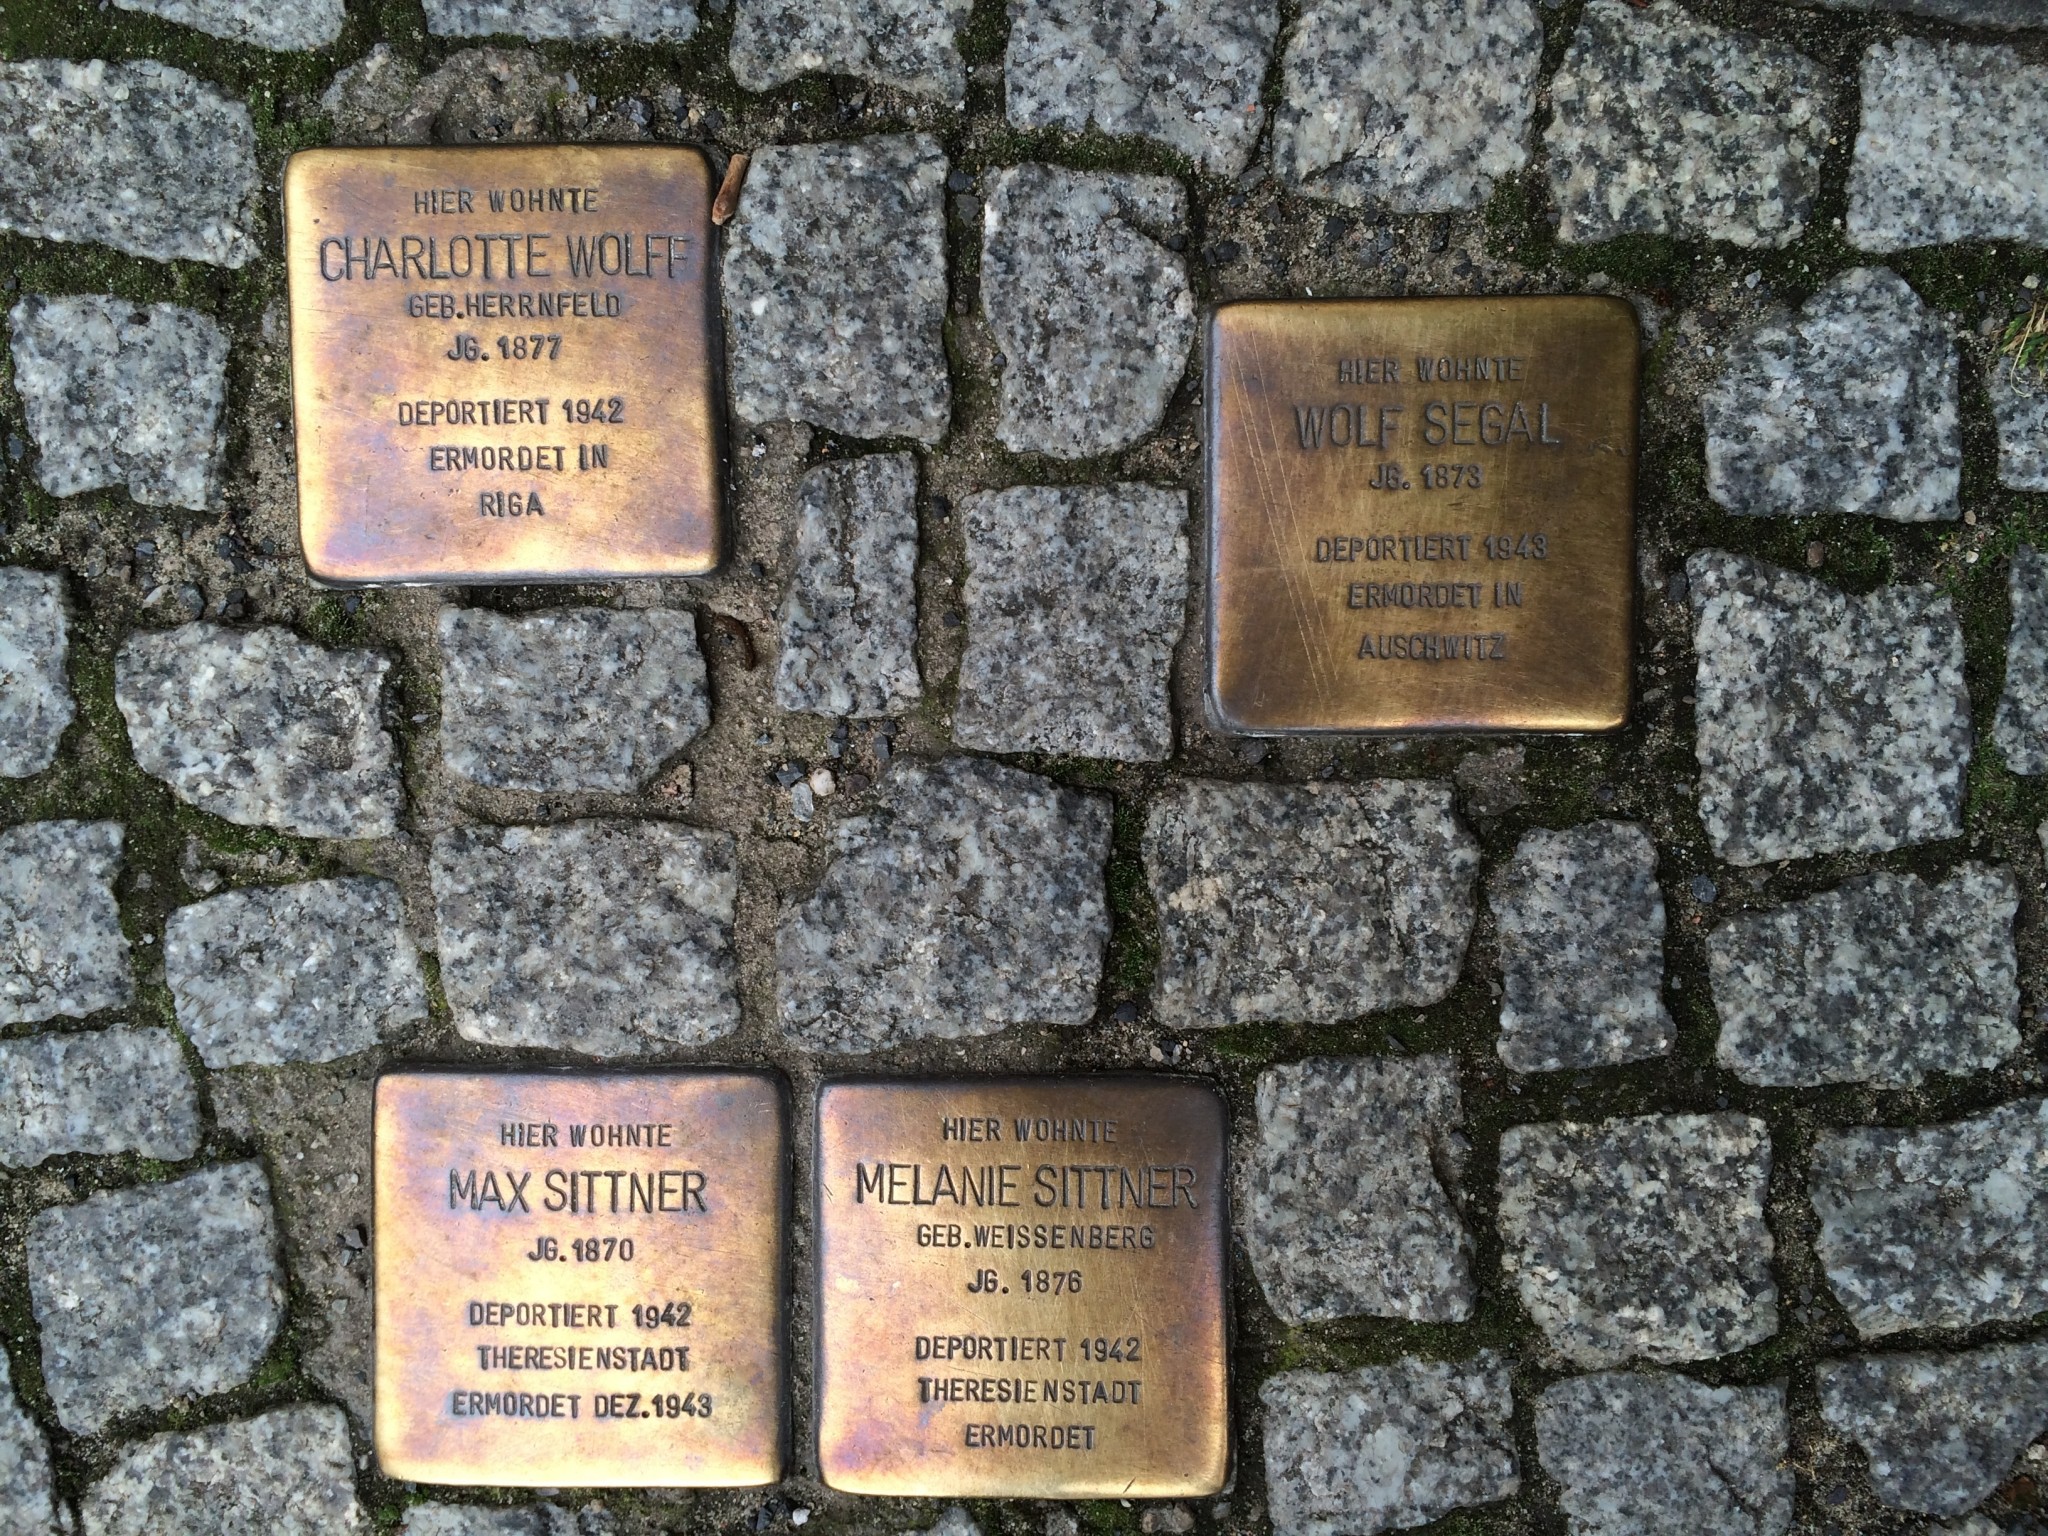 HIER WOHNTE
CHARLOTTE WOLFF
GEB.HERRNFELD
JG. 1877
DEPORTIERT 1942
ERMORDET IN
RIGA
HIER WOHNTE
WOLF SEGAL
JG. 1873
DEPORTIERT 1943
ERMORDET IN
AUSCHWITZ
HIER WOHNTE
MAX SITTNER
JG.1870
DEPORTIERT 1942
THERESIENSTADT
ERMORDET DEZ.1943
HIER WOHNTE
MELANIE SITTNER
GEB.WEISSENBERG
JG. 1876
DEPORTIERT 1942
THERESIENSTADT
ERMORDET